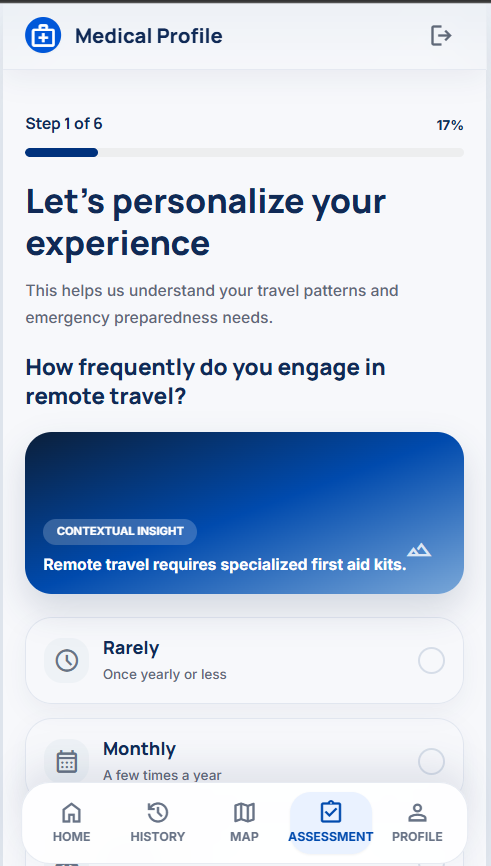 Medical Profile
Step 1 of 6
17%
Let's personalize your
experience
This helps us understand your travel patterns and
emergency preparedness needs.
How frequently do you engage in
remote travel?
CONTEXTUAL INSIGHT
Remote travel requires specialized first aid kits.
Rarely
Once yearly or less
Monthly
A few times a year
HOME
HISTORY
MAP
ASSESSMENT
PROFILE